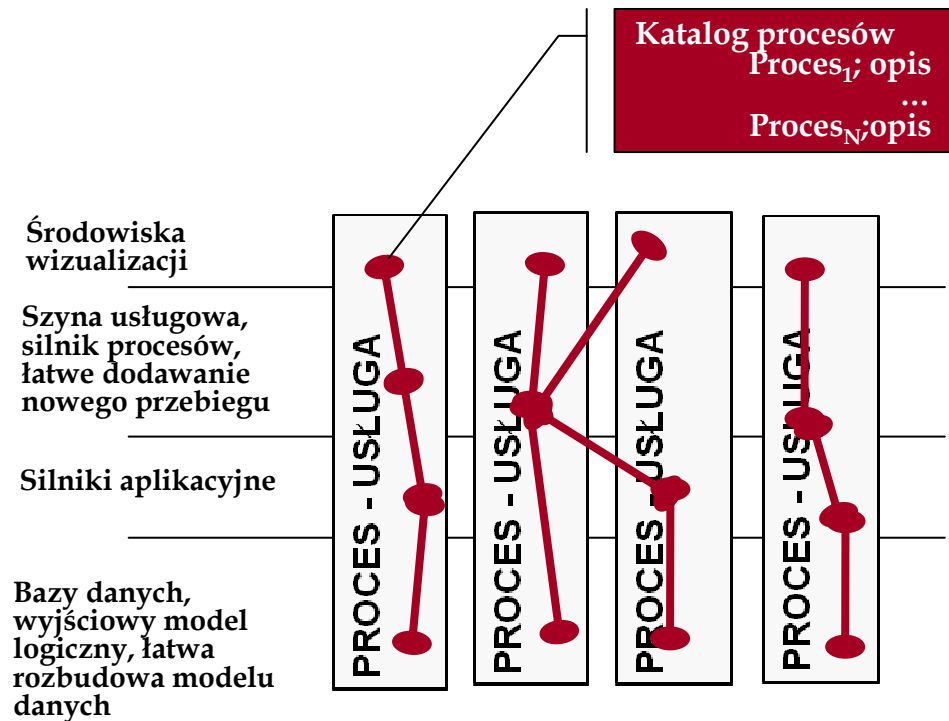 Katalog procesów
Proces1; opis
...
ProcesN;opis
Środowiska
wizualizacji
Szyna usługowa,
silnik procesów,
łatwe dodawanie
nowego przebiegu
Silniki aplikacyjne
Bazy danych,
wyjściowy model
logiczny, łatwa
rozbudowa modelu
danych
PROCES - USŁUGA
PROCES - USŁUGA
PROCES - USŁUGA
PROCES - USŁUGA